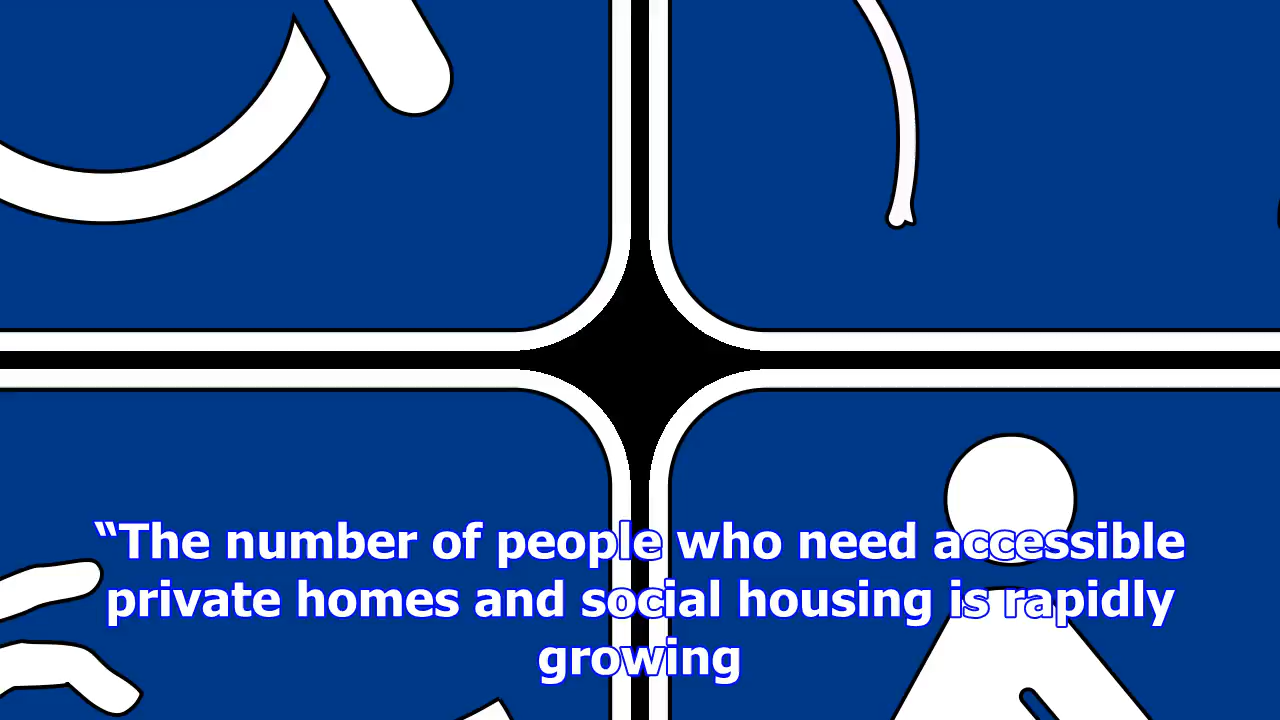 “The number of people who need accessible
private homes and social housing is rapidly
growing